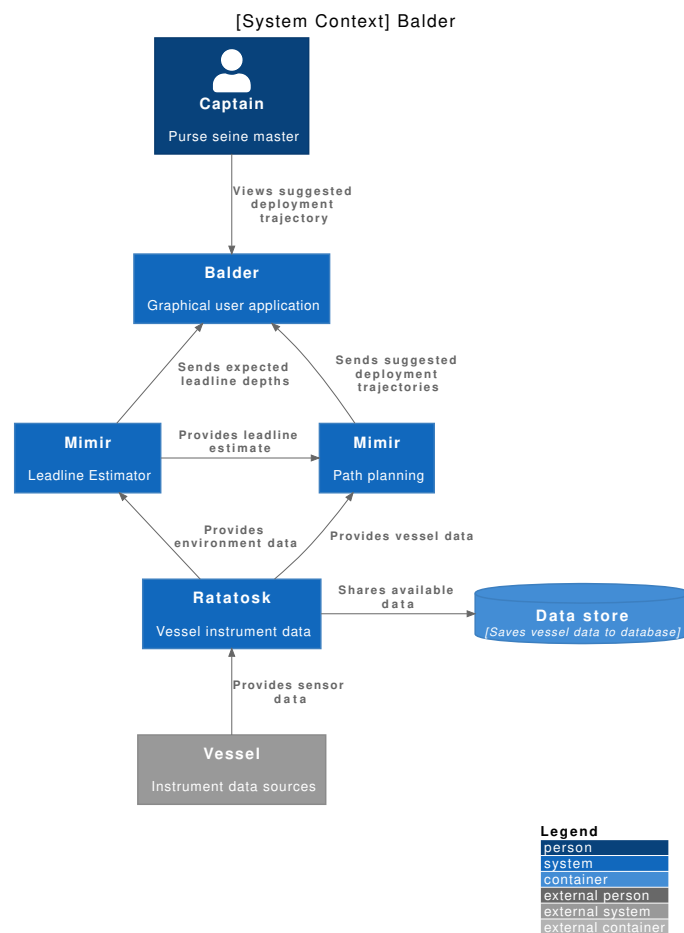 [System Context] Balder
Captain
Purse seine master
Views suggested
deployment
trajectory
Balder
Graphical user application
Sends expected
leadline depths
Sends suggested
deployment
trajectories
Mimir
Leadline Estimator
Provides leadline
estimate
Mimir
Path planning
Provides
environment data
Provides vessel data
Ratatosk
Vessel instrument data
Shares available
data
Data store
[Saves vessel data to database]
Provides sensor
data
Vessel
Instrument data sources
Legend
person
system
container
external person
external system
external container